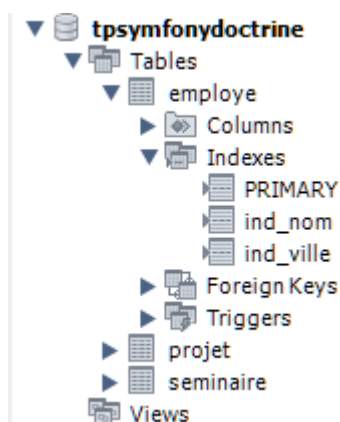 tpsymfonydoctrine
Tables
employe
Columns
Indexes
PRIMARY
ind_nom
ind_ville
Foreign Keys
Triggers
projet
seminaire
Views